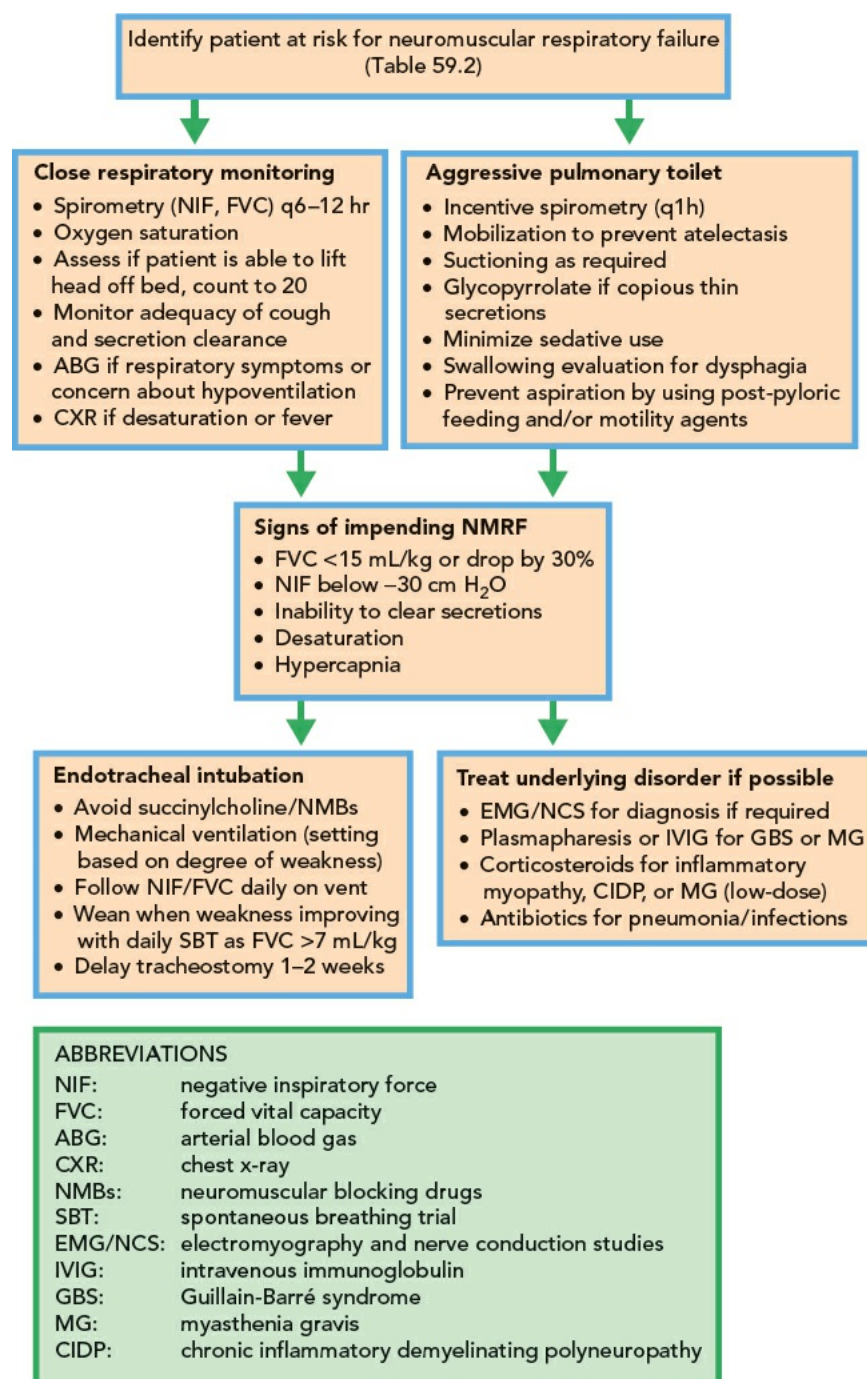 Identify patient at risk for neuromuscular respiratory failure
(Table 59.2)
Close respiratory monitoring
• Spirometry (NIF, FVC) q6–12 hr
• Oxygen saturation
• Assess if patient is able to lift
head off bed, count to 20
• Monitor adequacy of cough
and secretion clearance
• ABG if respiratory symptoms or
concern about hypoventilation
• CXR if desaturation or fever
Aggressive pulmonary toilet
• Incentive spirometry (q1h)
• Mobilization to prevent atelectasis
• Suctioning as required
• Glycopyrrolate if copious thin
secretions
• Minimize sedative use
• Swallowing evaluation for dysphagia
• Prevent aspiration by using post-pyloric
feeding and/or motility agents
Signs of impending NMRF
• FVC <15 mL/kg or drop by 30%
• NIF below –30 cm H₂O
• Inability to clear secretions
• Desaturation
• Hypercapnia
Endotracheal intubation
• Avoid succinylcholine/NMBs
• Mechanical ventilation (setting
based on degree of weakness)
• Follow NIF/FVC daily on vent
• Wean when weakness improving
with daily SBT as FVC >7 mL/kg
• Delay tracheostomy 1–2 weeks
Treat underlying disorder if possible
• EMG/NCS for diagnosis if required
• Plasmapharesis or IVIG for GBS or MG
• Corticosteroids for inflammatory
myopathy, CIDP, or MG (low-dose)
• Antibiotics for pneumonia/infections
ABBREVIATIONS
NIF: negative inspiratory force
FVC: forced vital capacity
ABG: arterial blood gas
CXR: chest x-ray
NMBs: neuromuscular blocking drugs
SBT: spontaneous breathing trial
EMG/NCS: electromyography and nerve conduction studies
IVIG: intravenous immunoglobulin
GBS: Guillain-Barré syndrome
MG: myasthenia gravis
CIDP: chronic inflammatory demyelinating polyneuropathy